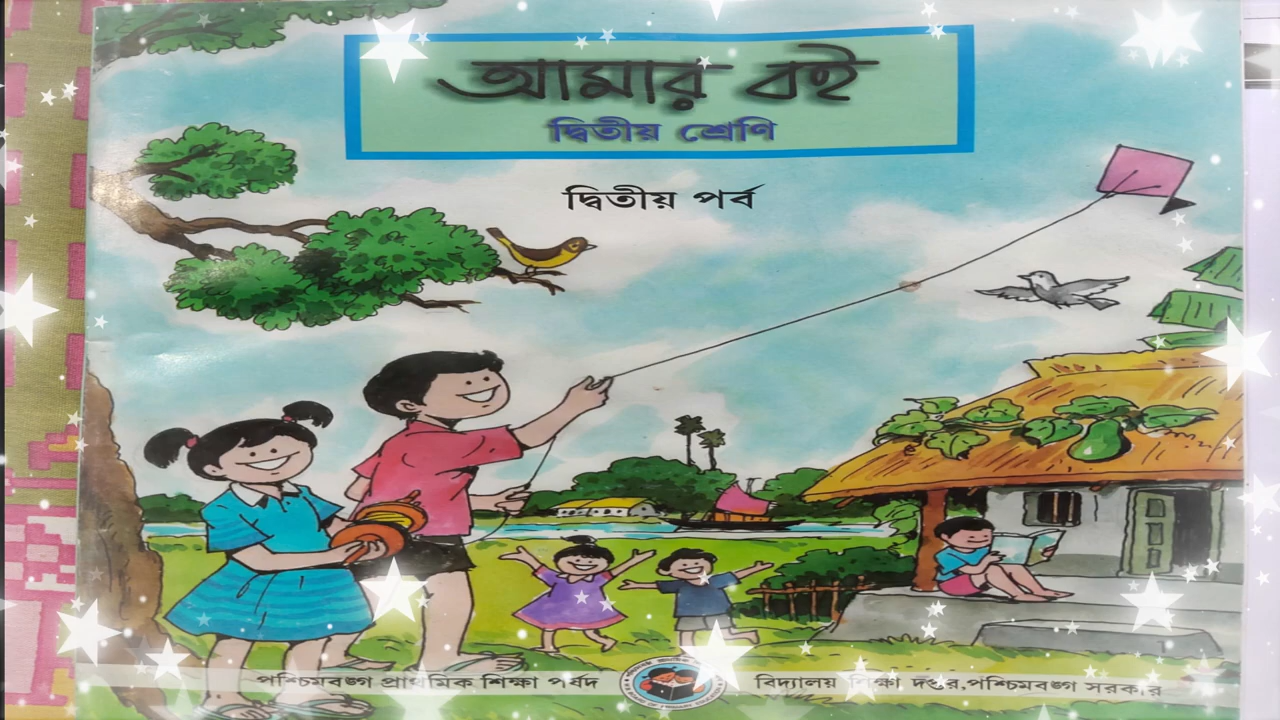 আমার বই
দ্বিতীয় শ্রেণি
দ্বিতীয় পর্ব
পশ্চিমবঙ্গ প্রাথমিক শিক্ষা পর্ষদ
বিদ্যালয় শিক্ষা দপ্তর,পশ্চিমবঙ্গ সরকার